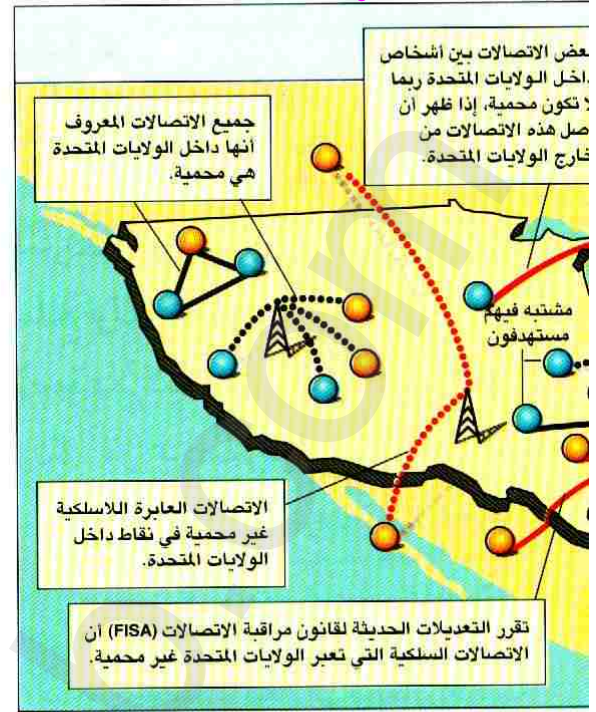 بعض الاتصالات بين أشخاص
داخل الولايات المتحدة ربما
لا تكون محمية، إذا ظهر أن
أصل هذه الاتصالات من
خارج الولايات المتحدة.
جميع الاتصالات المعروف
أنها داخل الولايات المتحدة
هي محمية.
مشتبه فيهم
مستهدفون
الاتصالات العابرة اللاسلكية
غير محمية في نقاط داخل
الولايات المتحدة.
تقرر التعديلات الحديثة لقانون مراقبة الاتصالات (FISA) أن
الاتصالات السلكية التي تعبر الولايات المتحدة غير محمية.